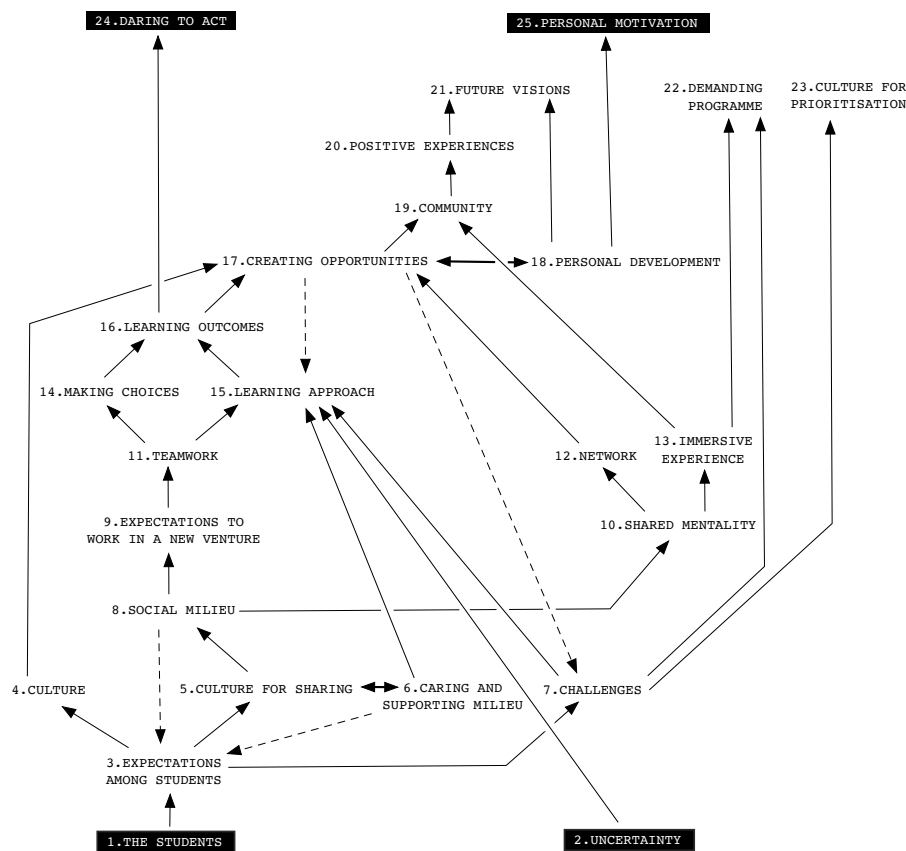 24.DARING TO ACT
25.PERSONAL MOTIVATION
21.FUTURE VISIONS
22.DEMANDING
PROGRAMME
23.CULTURE FOR
PRIORITISATION
20.POSITIVE EXPERIENCES
19.COMMUNITY
17.CREATING OPPORTUNITIES
18.PERSONAL DEVELOPMENT
16.LEARNING OUTCOMES
14.MAKING CHOICES
15.LEARNING APPROACH
11.TEAMWORK
12.NETWORK
13.IMMERSIVE
EXPERIENCE
9.EXPECTATIONS TO
WORK IN A NEW VENTURE
10.SHARED MENTALITY
8.SOCIAL MILIEU
4.CULTURE
5.CULTURE FOR SHARING
6.CARING AND
SUPPORTING MILIEU
7.CHALLENGES
3.EXPECTATIONS
AMONG STUDENTS
1.THE STUDENTS
2.UNCERTAINTY